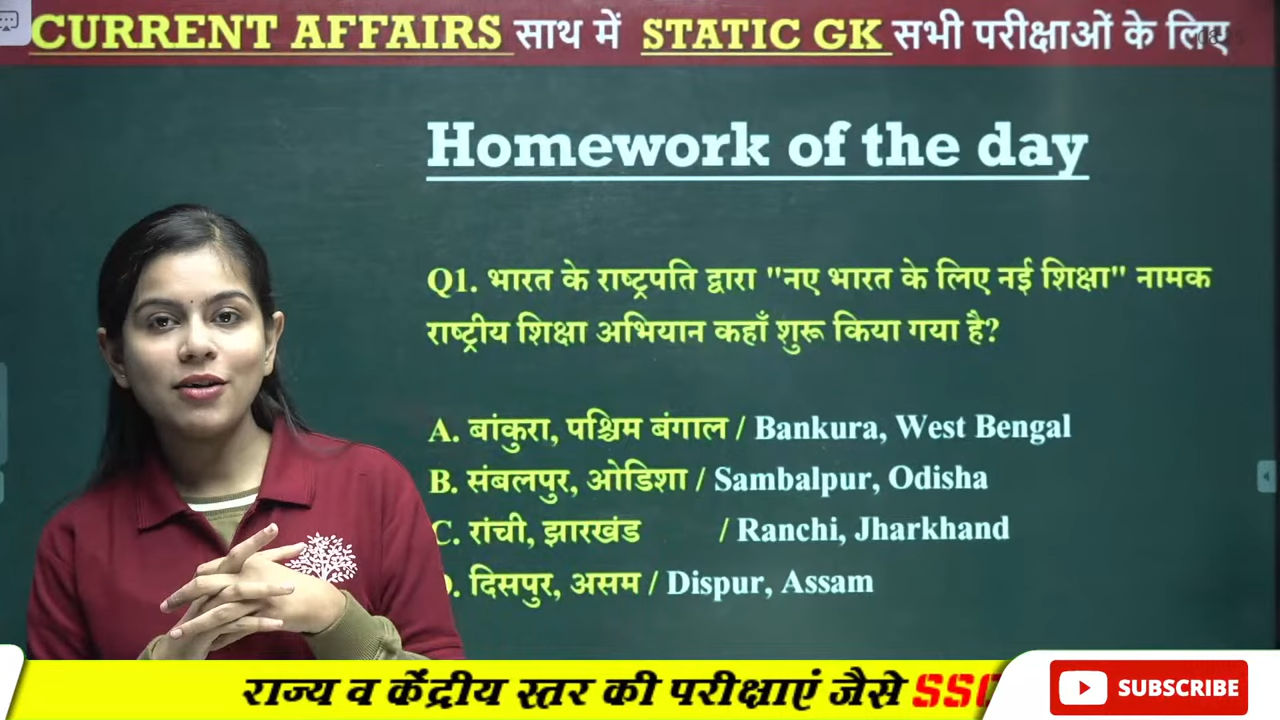 CURRENT AFFAIRS साथ में STATIC GK सभी परीक्षाओं के लिए
Homework of the day
Q1. भारत के राष्ट्रपति द्वारा "नए भारत के लिए नई शिक्षा" नामक
राष्ट्रीय शिक्षा अभियान कहाँ शुरू किया गया है?
A. बांकुरा, पश्चिम बंगाल / Bankura, West Bengal
B. संबलपुर, ओडिशा / Sambalpur, Odisha
C. रांची, झारखंड / Ranchi, Jharkhand
दिसपुर, असम / Dispur, Assam
राज्य व केंद्रीय स्तर की परीक्षाएं जैसे
SUBSCRIBE